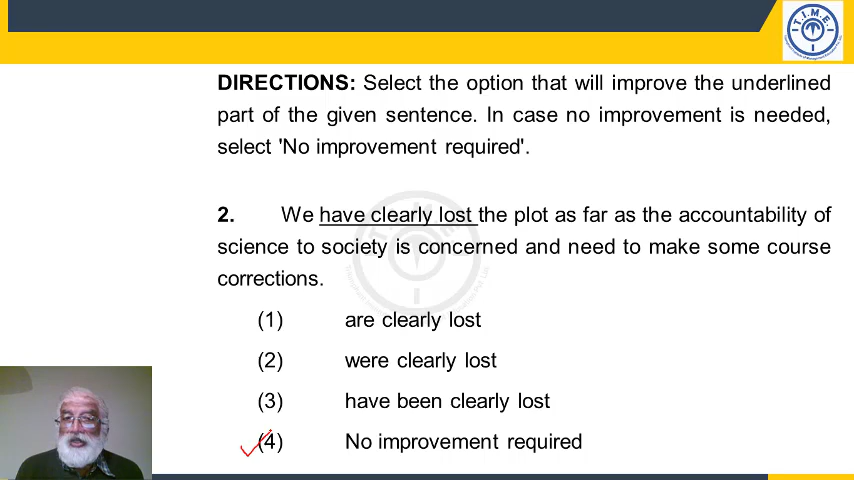 T.I.M.E.
DIRECTIONS: Select the option that will improve the underlined
part of the given sentence. In case no improvement is needed,
select 'No improvement required'.
2. We have clearly lost the plot as far as the accountability of
science to society is concerned and need to make some course
corrections.
(1) are clearly lost
(2) were clearly lost
(3) have been clearly lost
(4) No improvement required